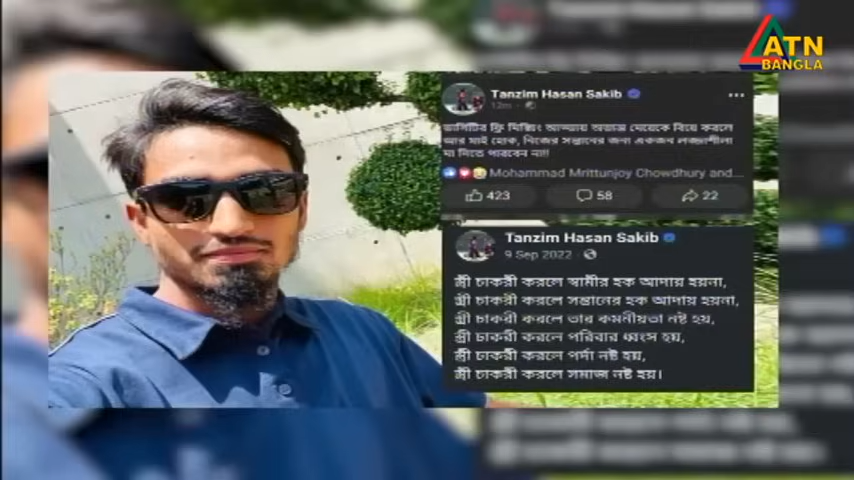 ATN
BANGLA
Tanzim Hasan Sakib
12m
ভার্সিটির ফ্রি মিক্সিং আড্ডায় অভ্যস্ত মেয়েকে বিয়ে করলে
আর যাই হোক, নিজের সন্তানের জন্য একজন লজ্জাশীলা
মা দিতে পারবেন না!!
Mohammad Mrittunjoy Chowdhury and...
423 58 22
Tanzim Hasan Sakib
9 Sep 2022
স্ত্রী চাকরী করলে স্বামীর হক আদায় হয়না,
স্ত্রী চাকরী করলে সন্তানের হক আদায় হয়না,
স্ত্রী চাকরী করলে তার কমনীয়তা নষ্ট হয়,
স্ত্রী চাকরী করলে পরিবার ধ্বংস হয়,
স্ত্রী চাকরী করলে পর্দা নষ্ট হয়,
স্ত্রী চাকরী করলে সমাজ নষ্ট হয়।